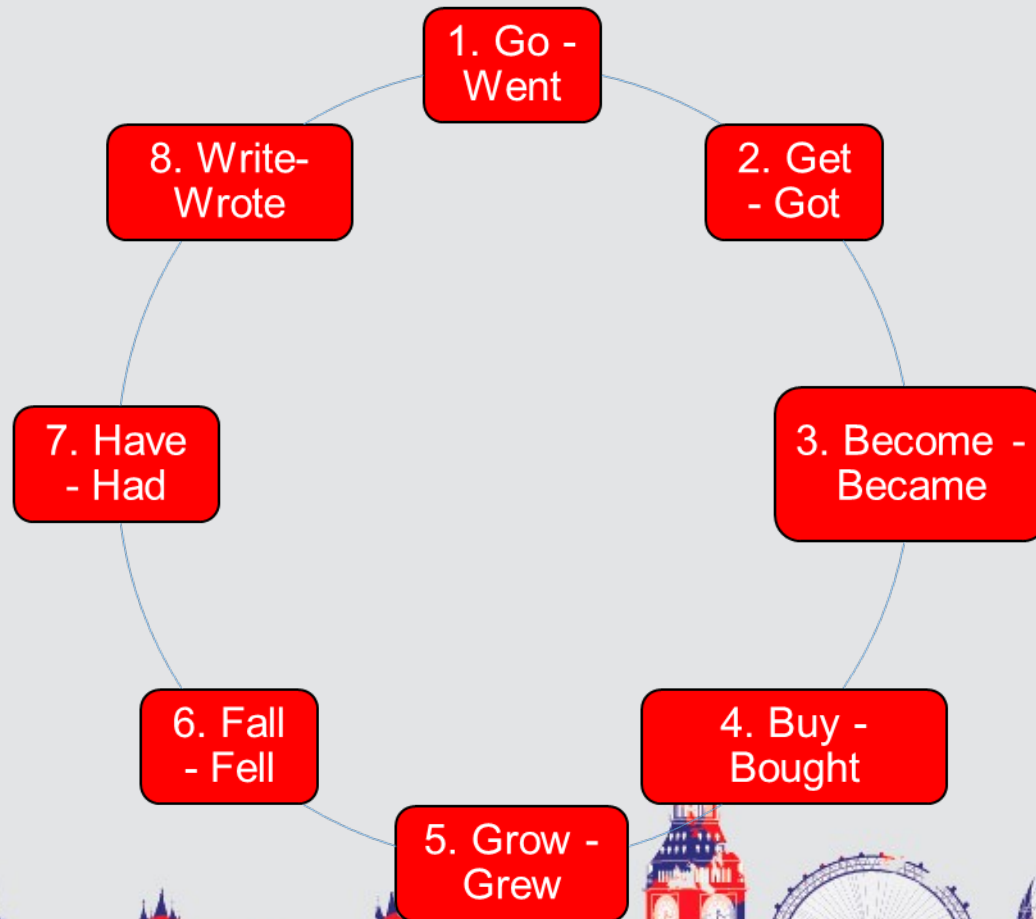 1. Go -
Went
2. Get
- Got
3. Become -
Became
4. Buy -
Bought
5. Grow -
Grew
6. Fall
- Fell
7. Have
- Had
8. Write-
Wrote